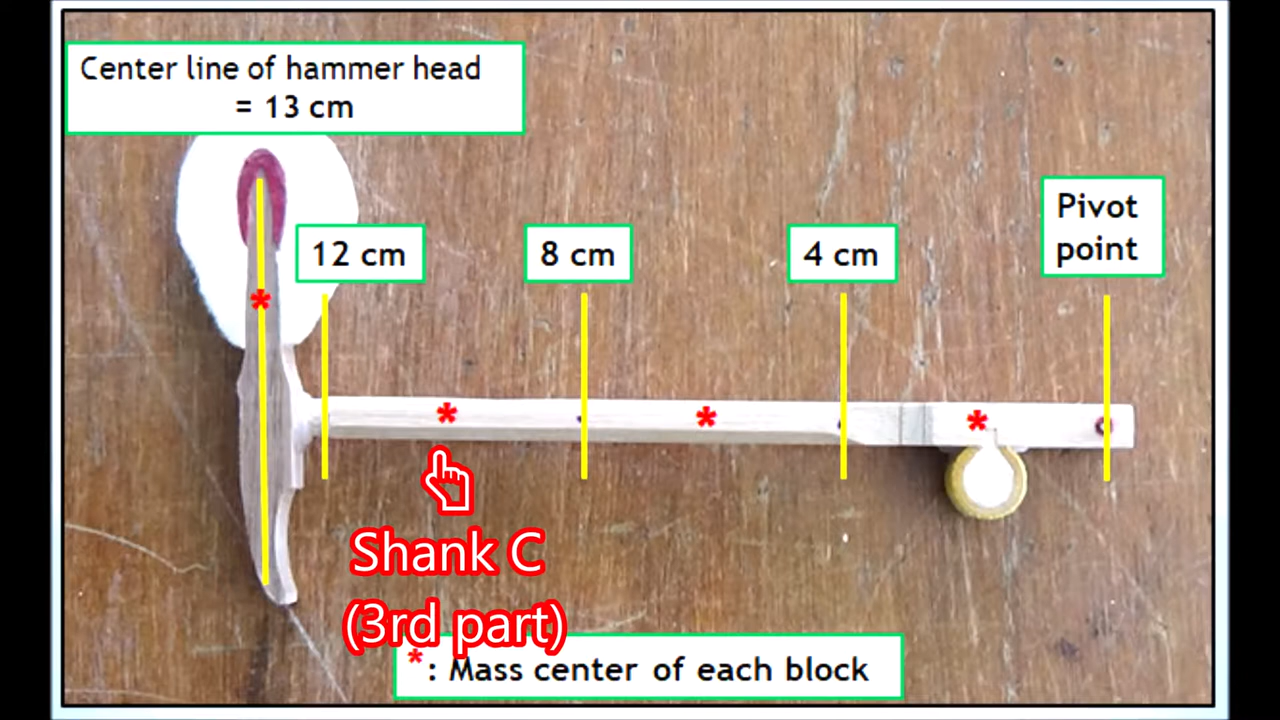 Center line of hammer head
= 13 cm
12 cm
8 cm
4 cm
Pivot
point
Shank C
(3rd part)
* : Mass center of each block